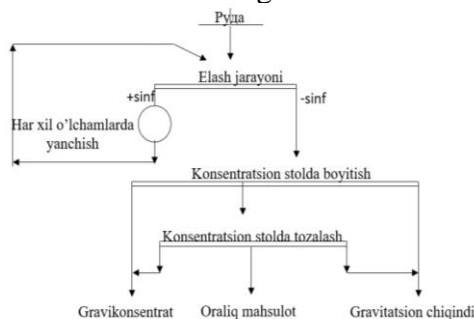 Руда
Elash jarayoni
+sinf
-sinf
Har xil o'lchamlarda
yanchish
Konsentratsion stolda boyitish
Konsentratsion stolda tozalash
Gravikonsentrat
Oraliq mahsulot
Gravitatsion chiqindi